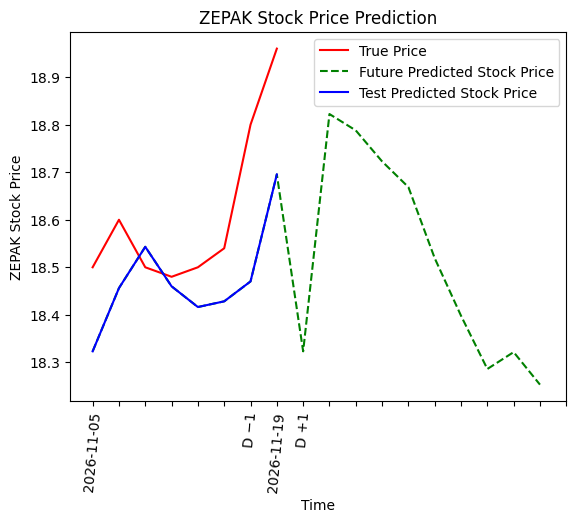 ZEPAK Stock Price Prediction
True Price
Future Predicted Stock Price
Test Predicted Stock Price
ZEPAK Stock Price
18.9
18.8
18.7
18.6
18.5
18.4
18.3
2026-11-05
D −1
2026-11-19
D +1
Time